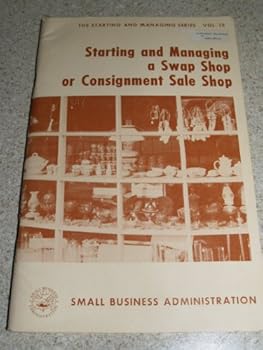 THE STARTING AND MANAGING SERIES VOL. 15
Starting and Managing
a Swap Shop
or Consignment Sale Shop
SMALL BUSINESS ADMINISTRATION